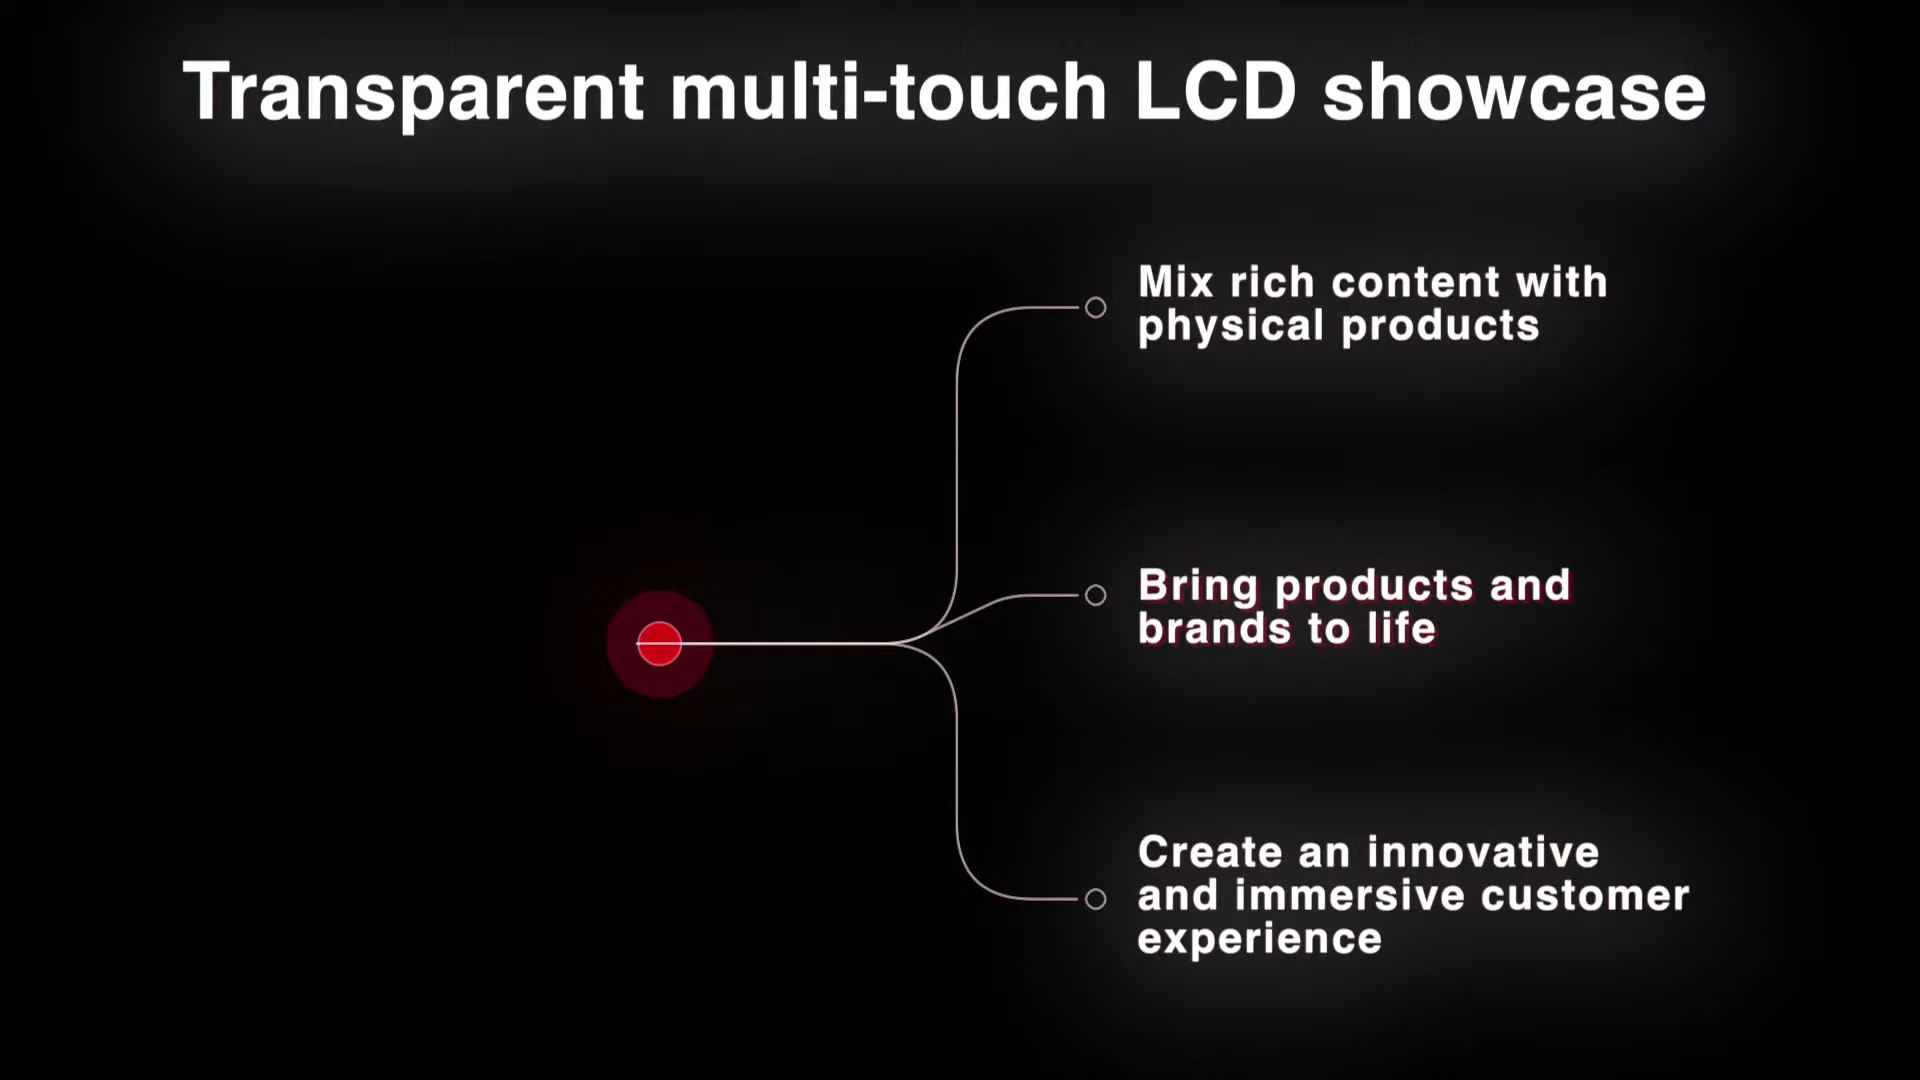 Transparent multi-touch LCD showcase
Mix rich content with
physical products
Bring products and
brands to life
Create an innovative
and immersive customer
experience